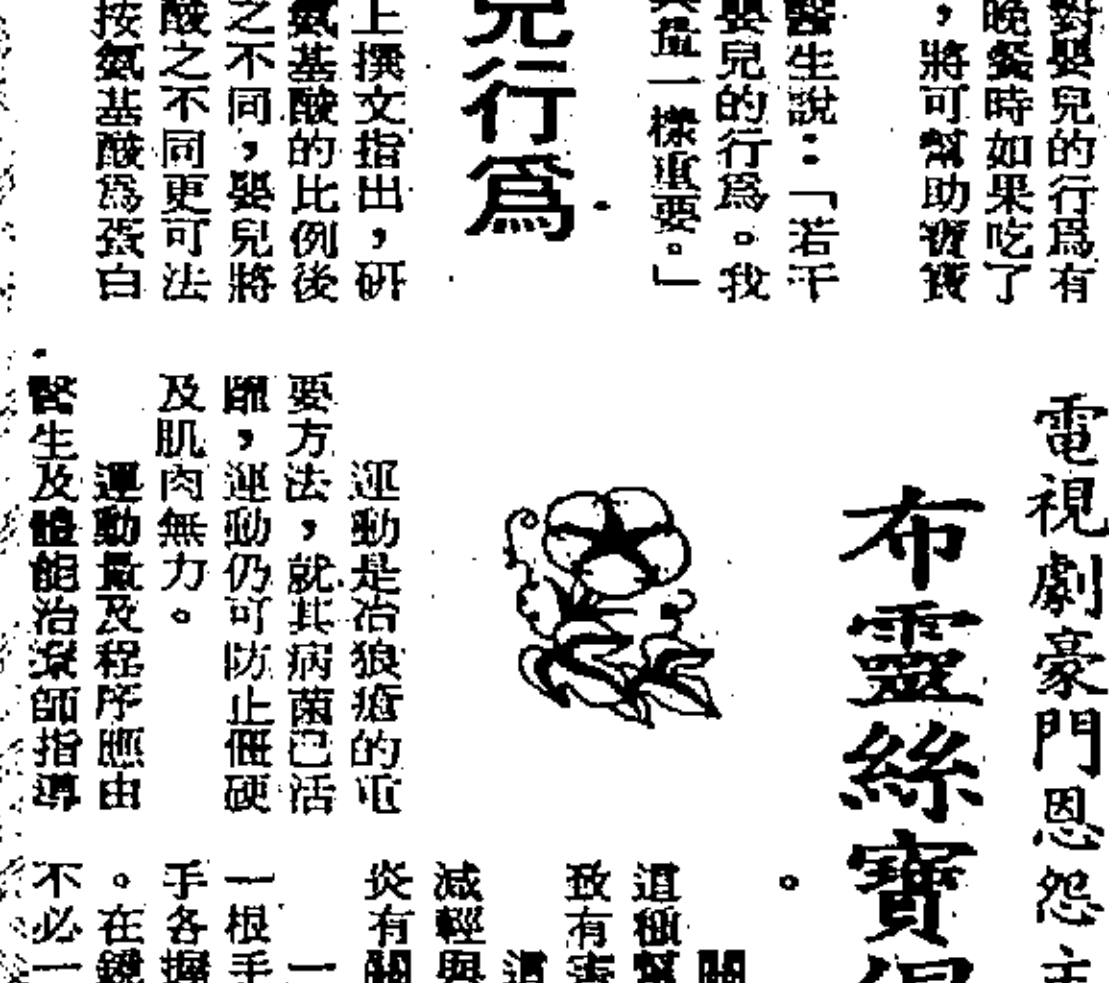 對嬰兒的行爲有
晚餐時如果吃了
，將可幫助寶寶
醫生說：「若干
嬰兒的行爲。我
與量一樣重要。」
兒行爲
上撰文指出，研
氨基酸的比例後
之不同，嬰兒將
酸之不同更可法
按氨基酸爲蛋白
電視劇豪門恩怨主
布靈絲寶
運動是治狼瘡的重
要方法，就其病菌已活
躍，運動仍可防止僵硬
及肌肉無力。
運動量及程序應由
醫生及體能治療師指導
。
關
這種幫
致有害
這
減輕與
炎有關
一
一根手
手各握
。在鏡
不必一